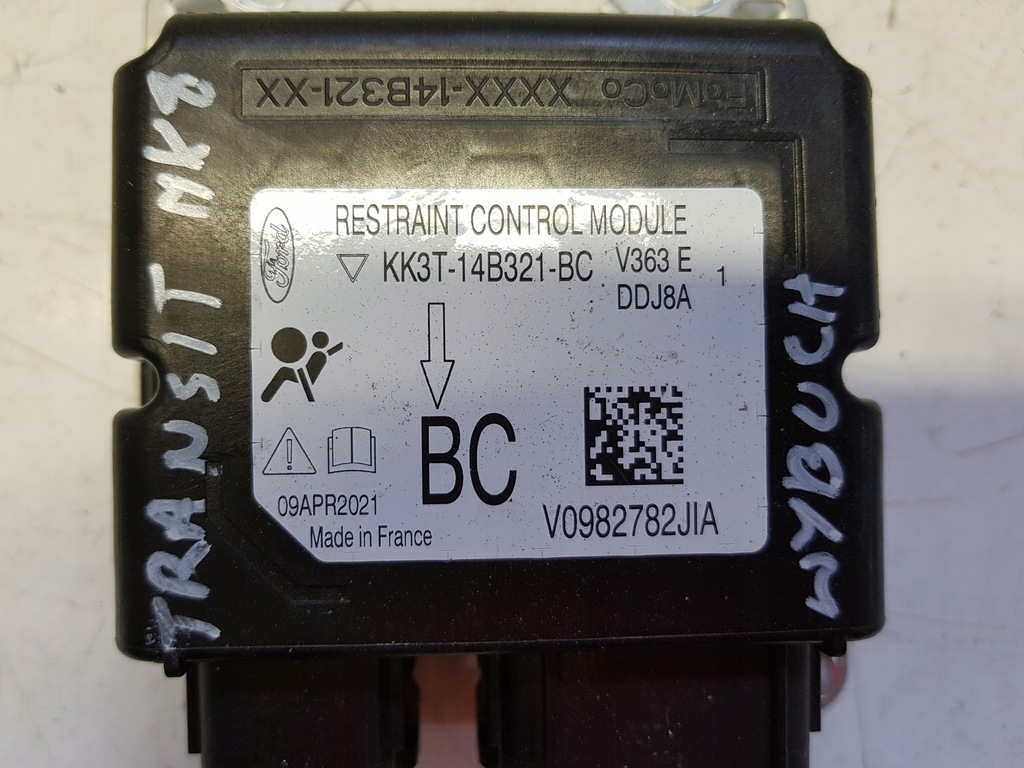 FoMoCo XXXX-14B321-XX
TRANSIT MK8
Ford
RESTRAINT CONTROL MODULE
KK3T-14B321-BC V363 E 1
DDJ8A
BC
09APR2021
Made in France
V0982782JIA
WYBUCH